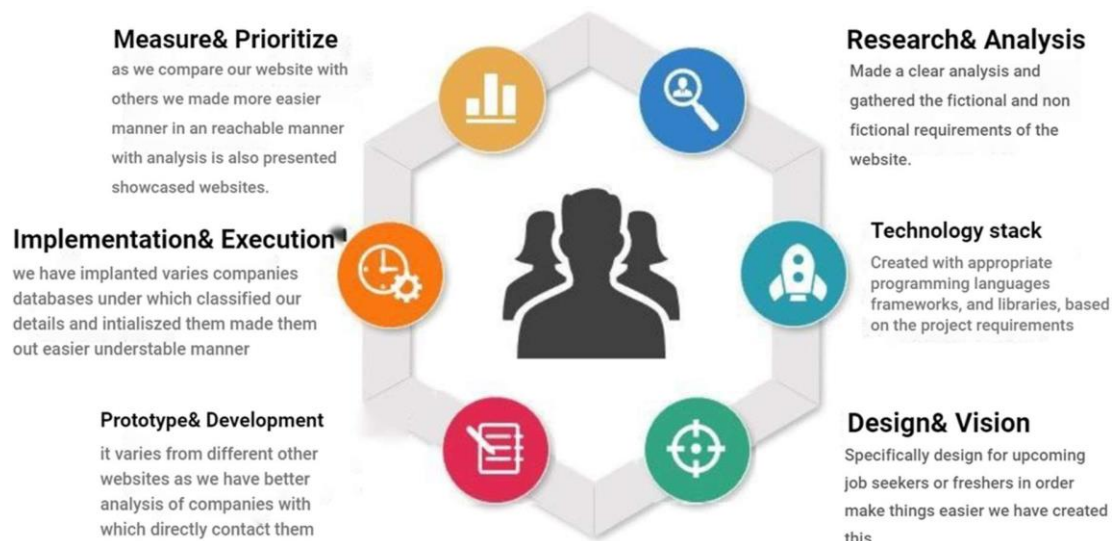 Measure& Prioritize
as we compare our website with
others we made more easier
manner in an reachable manner
with analysis is also presented
showcased websites.
Research& Analysis
Made a clear analysis and
gathered the fictional and non
fictional requirements of the
website.
Implementation& Execution
we have implanted varies companies
databases under which classified our
details and intialiszed them made them
out easier understable manner
Technology stack
Created with appropriate
programming languages
frameworks, and libraries, based
on the project requirements
Prototype& Development
it varies from different other
websites as we have better
analysis of companies with
which directly contact them
Design& Vision
Specifically design for upcoming
job seekers or freshers in order
make things easier we have created
this